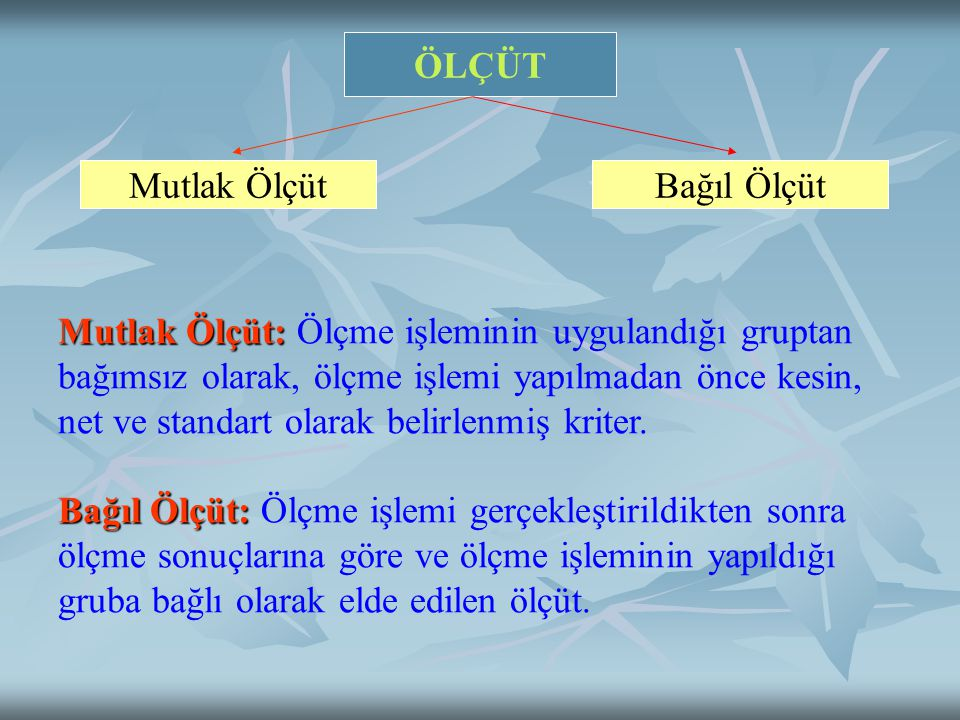 ÖLÇÜT
Mutlak Ölçüt
Bağıl Ölçüt
Mutlak Ölçüt: Ölçme işleminin uygulandığı gruptan
bağımsız olarak, ölçme işlemi yapılmadan önce kesin,
net ve standart olarak belirlenmiş kriter.
Bağıl Ölçüt: Ölçme işlemi gerçekleştirildikten sonra
ölçme sonuçlarına göre ve ölçme işleminin yapıldığı
gruba bağlı olarak elde edilen ölçüt.